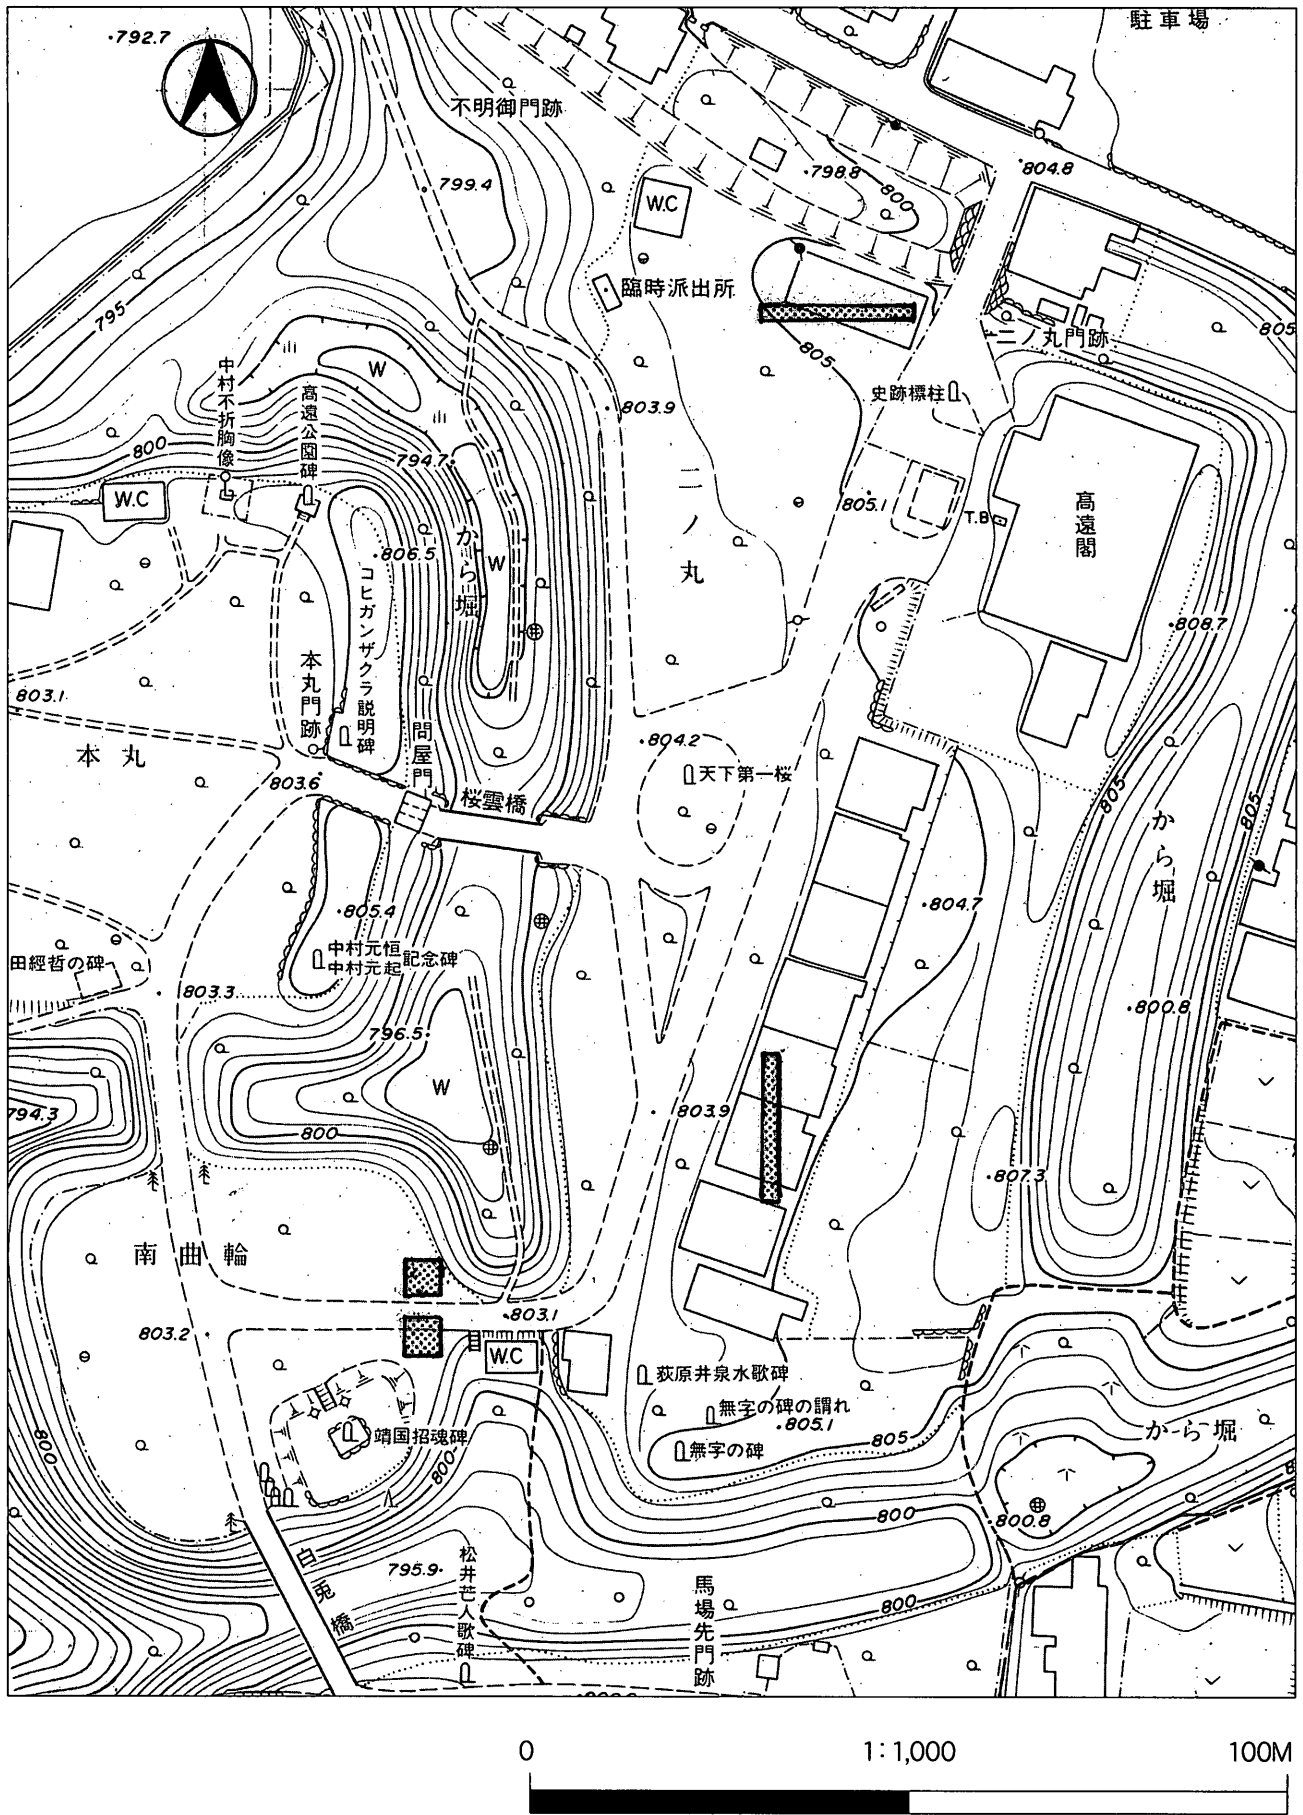 駐車場
792.7
不明御門跡
804.8
799.4
798.8
800
W.C
臨時派出所
795
805
二ノ丸門跡
805
W
中村不折胸像
高遠公園碑
史跡標柱
803.9
800
794.7
二ノ丸
805.1
W.C
高遠閣
T.B
から堀
W
806.5
コヒガンザクラ説明碑
808.7
本丸門跡
803.1
問屋門
本丸
804.2
天下第一桜
803.6
桜雲橋
805
805
から堀
805.4
804.7
中村元恒
中村元起
記念碑
田經哲の碑
803.3
800.8
796.5
W
794.3
803.9
800
807.3
南曲輪
803.1
803.2
W.C
荻原井泉水歌碑
無字の碑の謂れ
805.1
から堀
靖国招魂碑
無字の碑
805
800
800
800
800.8
白兎橋
795.9
松井芒人歌碑
馬場先門跡
800
0
1:1,000
100M